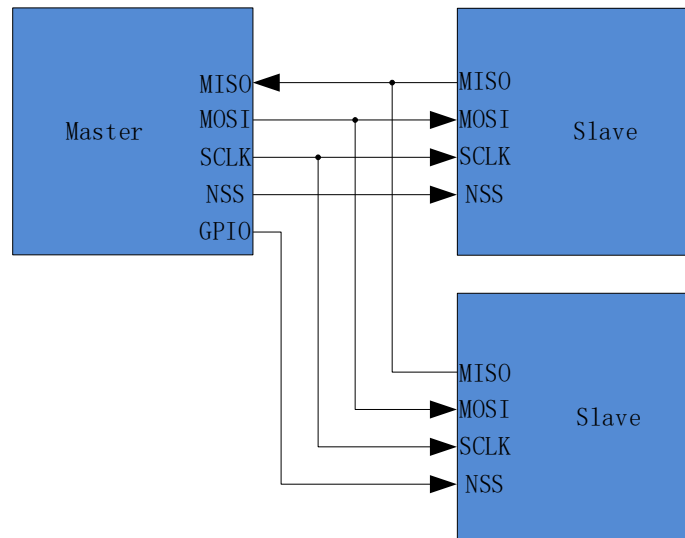 Master
MISO
MOSI
SCLK
NSS
GPIO
Slave
MISO
MOSI
SCLK
NSS
Slave
MISO
MOSI
SCLK
NSS